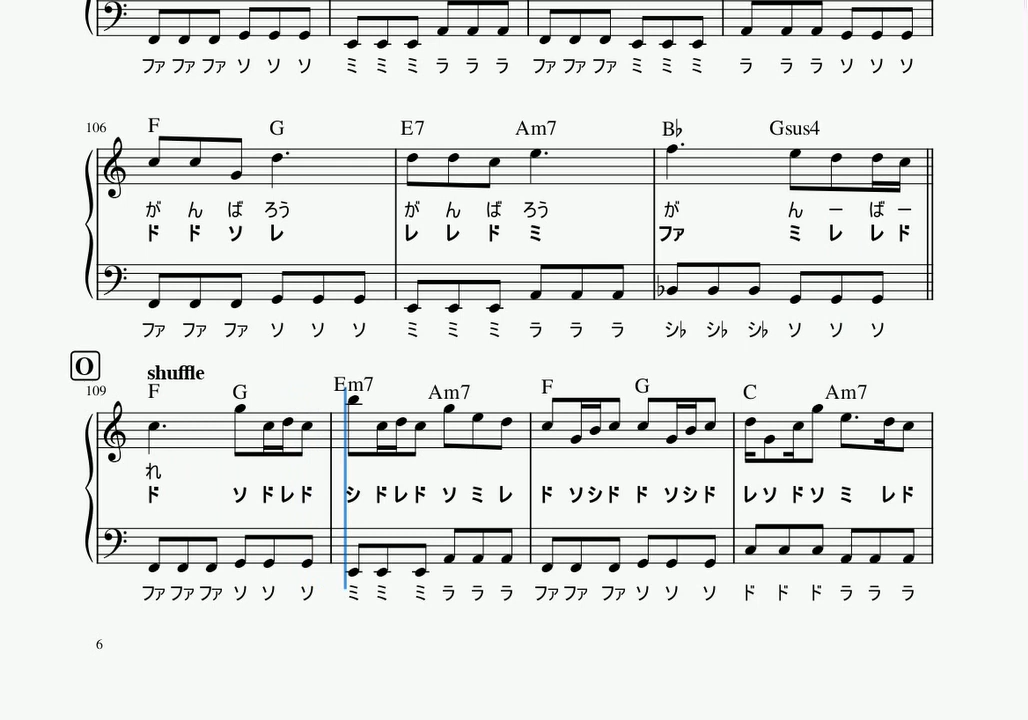 ファ ファ ファ ソ ソ ソ ミ ミ ミ ラ ラ ラ ファ ファ ファ ミ ミ ミ ラ ラ ラ ソ ソ ソ
106
F G E7 Am7 B♭ Gsus4
が ん ば ろう が ん ば ろう が ん ー ば ー
ド ド ソ レ レ レ ド ミ ファ ミ レ レ ド
ファ ファ ファ ソ ソ ソ ミ ミ ミ ラ ラ ラ シ♭ シ♭ シ♭ ソ ソ ソ
O
shuffle
109
F G Em7 Am7 F G C Am7
れ
ド ソ ド レ ド シ ド レ ド ソ ミ レ ド ソ シ ド ド ソ シ ド レ ソ ド ソ ミ レ ド
ファ ファ ファ ソ ソ ソ ミ ミ ミ ラ ラ ラ ファ ファ ファ ソ ソ ソ ド ド ド ラ ラ ラ
6